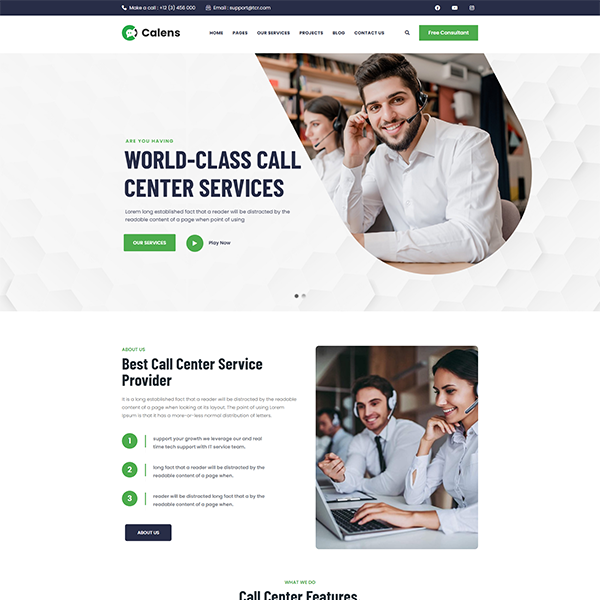 Make a call : +12 (3) 456 000 Email : support@tcr.com
Calens HOME PAGES OUR SERVICES PROJECTS BLOG CONTACT US Free Consultant
ARE YOU HAVING
WORLD-CLASS CALL
CENTER SERVICES
Lorem long established fact that a reader will be distracted by the
readable content of a page when point of using
OUR SERVICES Play Now
ABOUT US
Best Call Center Service
Provider
It is a long established fact that a reader will be distracted by the readable
content of a page when looking at its layout. The point of using Lorem
Ipsum is that it has a more-or-less normal distribution of letters.
1 support your growth we leverage our and real
time tech support with IT service team.
2 long fact that a reader will be distracted by the
readable content of a page when.
3 reader will be distracted long fact that a by the
readable content of a page when.
ABOUT US
WHAT WE DO
Call Center Features